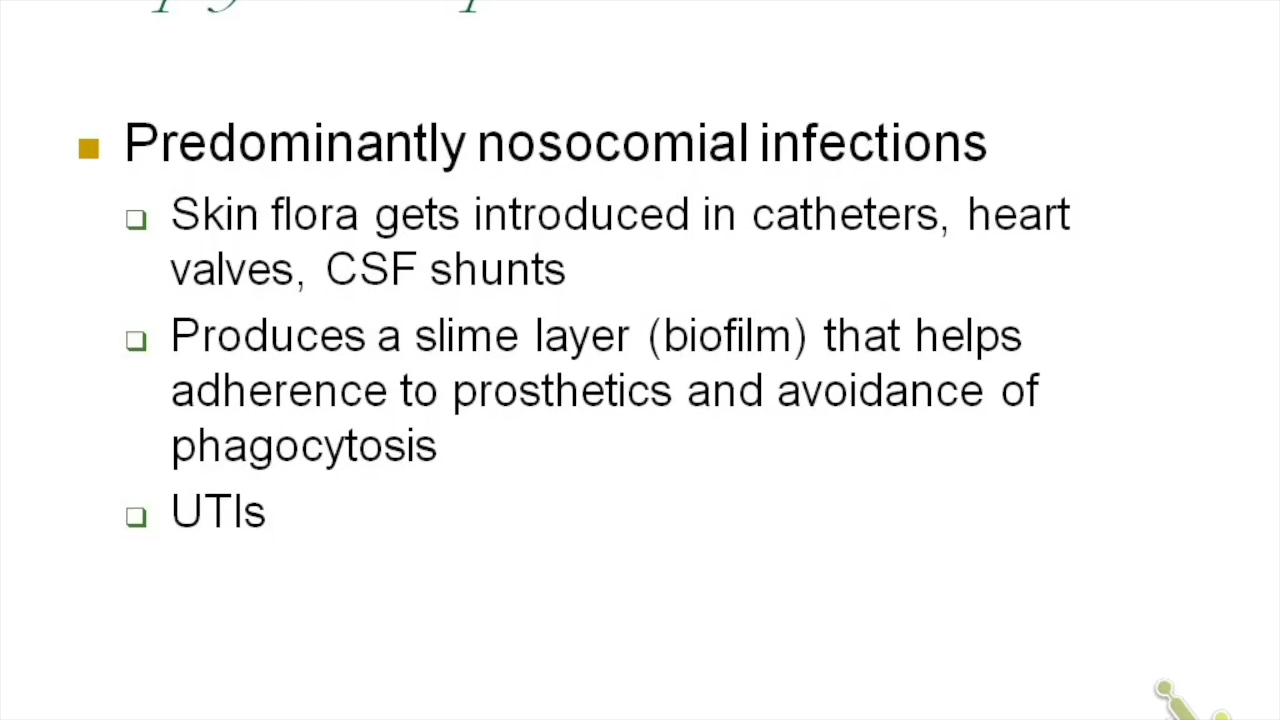 Predominantly nosocomial infections
Skin flora gets introduced in catheters, heart
valves, CSF shunts
Produces a slime layer (biofilm) that helps
adherence to prosthetics and avoidance of
phagocytosis
UTIs